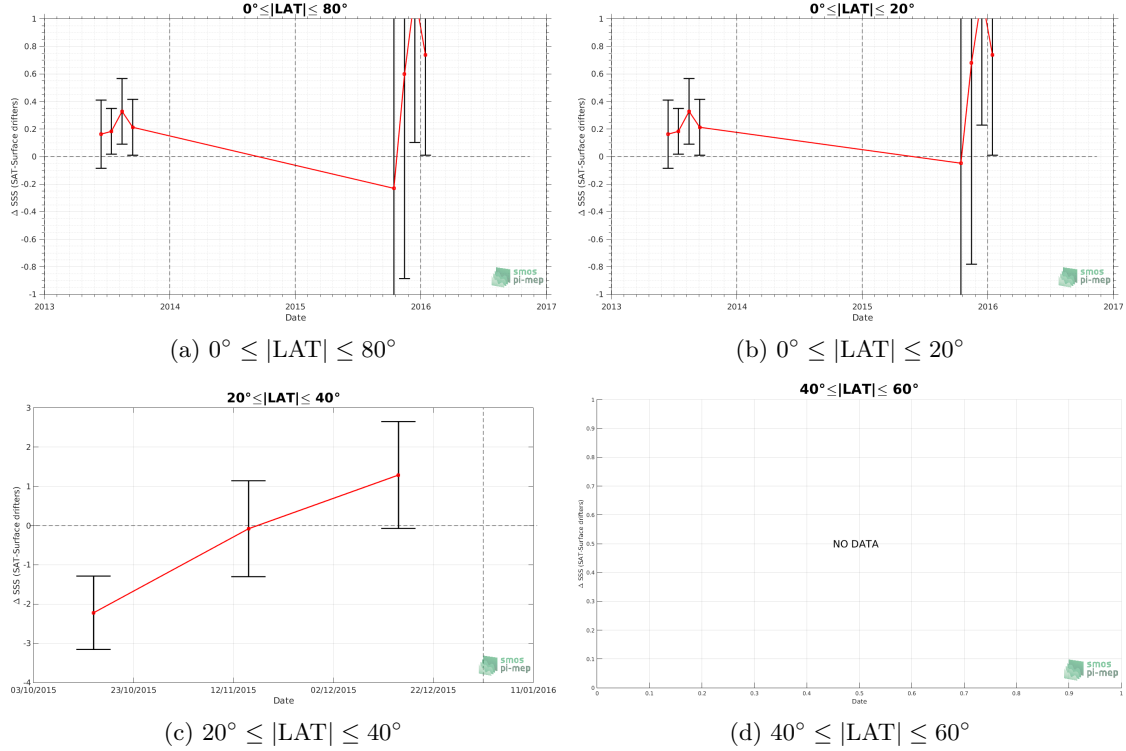 0°≤|LAT|≤ 80°
1
0.8
0.6
0.4
0.2
0
-0.2
-0.4
-0.6
-0.8
-1
Δ SSS (SAT-Surface drifters)
2013
2014
2015
2016
2017
Date
smos
pi-mep
(a) 0° ≤ |LAT| ≤ 80°
0°≤|LAT|≤ 20°
1
0.8
0.6
0.4
0.2
0
-0.2
-0.4
-0.6
-0.8
-1
Δ SSS (SAT-Surface drifters)
2013
2014
2015
2016
2017
Date
smos
pi-mep
(b) 0° ≤ |LAT| ≤ 20°
20°≤|LAT|≤ 40°
3
2
1
0
-1
-2
-3
-4
Δ SSS (SAT-Surface drifters)
03/10/2015
23/10/2015
12/11/2015
02/12/2015
22/12/2015
11/01/2016
Date
smos
pi-mep
(c) 20° ≤ |LAT| ≤ 40°
40°≤|LAT|≤ 60°
1
0.9
0.8
0.7
0.6
0.5
0.4
0.3
0.2
0.1
0
Δ SSS (SAT-Surface drifters)
NO DATA
0
0.1
0.2
0.3
0.4
0.5
0.6
0.7
0.8
0.9
1
Date
smos
pi-mep
(d) 40° ≤ |LAT| ≤ 60°